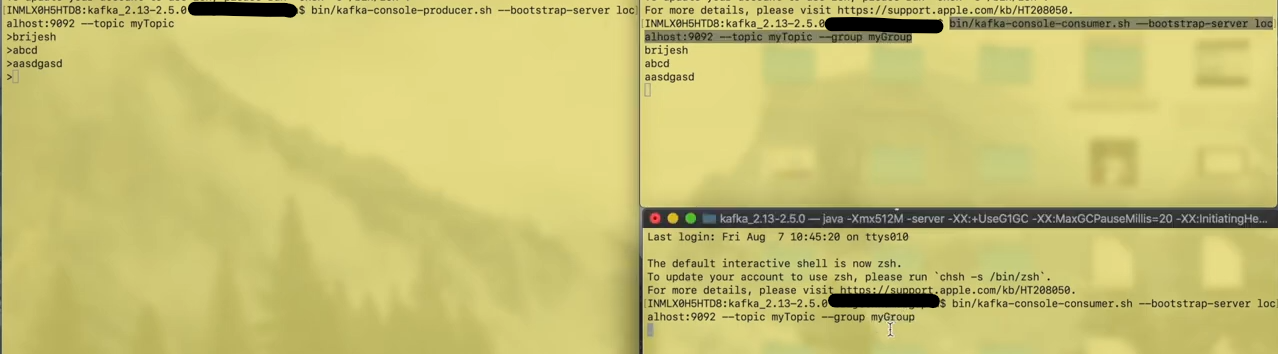 INMLX0H5HTD8:kafka_2.13-2.5.0 $ bin/kafka-console-producer.sh --bootstrap-server loc
alhost:9092 --topic myTopic
>brijesh
>abcd
>aasdgasd
>
For more details, please visit https://support.apple.com/kb/HT208050.
INMLX0H5HTD8:kafka_2.13-2.5.0 $ bin/kafka-console-consumer.sh --bootstrap-server loc
alhost:9092 --topic myTopic --group myGroup
brijesh
abcd
aasdgasd
kafka_2.13-2.5.0 — java -Xmx512M -server -XX:+UseG1GC -XX:MaxGCPauseMillis=20 -XX:InitiatingHe...
Last login: Fri Aug  7 10:45:20 on ttys010
The default interactive shell is now zsh.
To update your account to use zsh, please run `chsh -s /bin/zsh`.
For more details, please visit https://support.apple.com/kb/HT208050.
INMLX0H5HTD8:kafka_2.13-2.5.0 $ bin/kafka-console-consumer.sh --bootstrap-server loc
alhost:9092 --topic myTopic --group myGroup